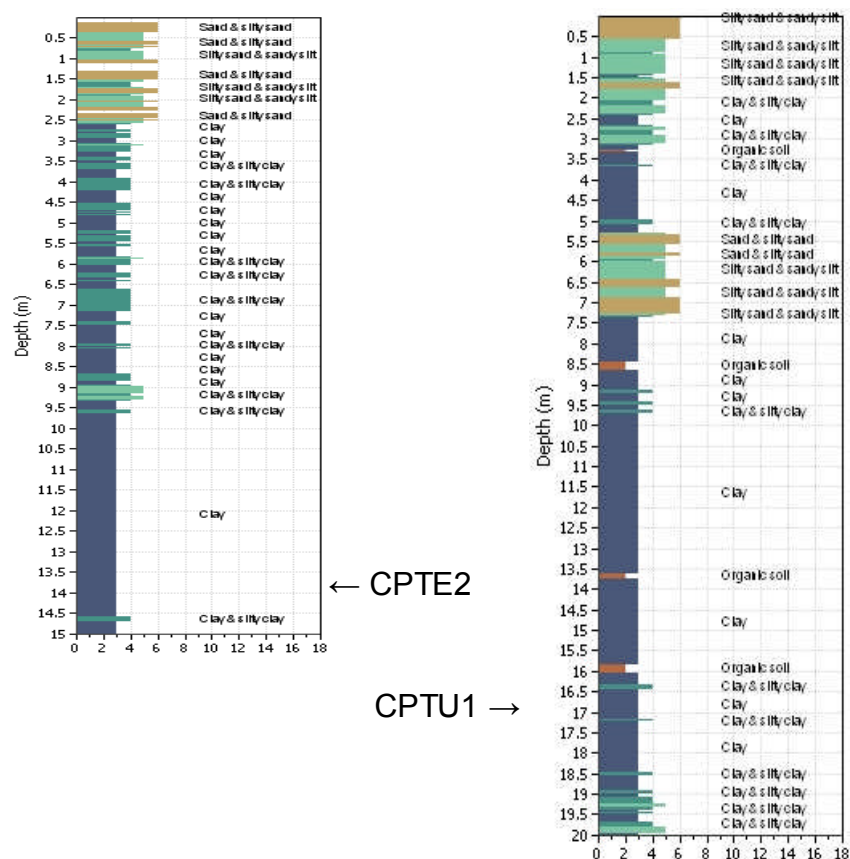 Sand & silty sand
0.5
Sand & silty sand
1
Silty sand & sandy silt
1.5
Sand & silty sand
Silty sand & sandy silt
2
Silty sand & sandy silt
2.5
Sand & silty sand
Clay
3
Clay
3.5
Clay
Clay & silty clay
4
Clay & silty clay
4.5
Clay
Clay
5
Clay
5.5
Clay
Clay
6
Clay & silty clay
6.5
Clay & silty clay
7
Clay & silty clay
7.5
Clay
Clay
8
Clay & silty clay
8.5
Clay
Clay
9
Clay
Clay & silty clay
9.5
Clay & silty clay
10
10.5
11
11.5
12
Clay
12.5
13
13.5
14
14.5
Clay & silty clay
15
0 2 4 6 8 10 12 14 16 18
Depth (m)
← CPTE2
CPTU1 →
Silty sand & sandy silt
0.5
Silty sand & sandy silt
1
Silty sand & sandy silt
1.5
Silty sand & sandy silt
2
Clay & silty clay
2.5
Clay
3
Clay & silty clay
Organic soil
3.5
Clay & silty clay
4
Clay
4.5
5
Clay & silty clay
5.5
Sand & silty sand
Sand & silty sand
6
Silty sand & sandy silt
6.5
Silty sand & sandy silt
7
Silty sand & sandy silt
7.5
Clay
8
8.5
Organic soil
9
Clay
Clay
9.5
Clay & silty clay
10
10.5
11
11.5
Clay
12
12.5
13
13.5
Organic soil
14
14.5
Clay
15
15.5
16
Organic soil
16.5
Clay & silty clay
Clay
17
Clay & silty clay
17.5
18
Clay
18.5
Clay & silty clay
19
Clay & silty clay
19.5
Clay & silty clay
Clay & silty clay
20
0 2 4 6 8 10 12 14 16 18
Depth (m)